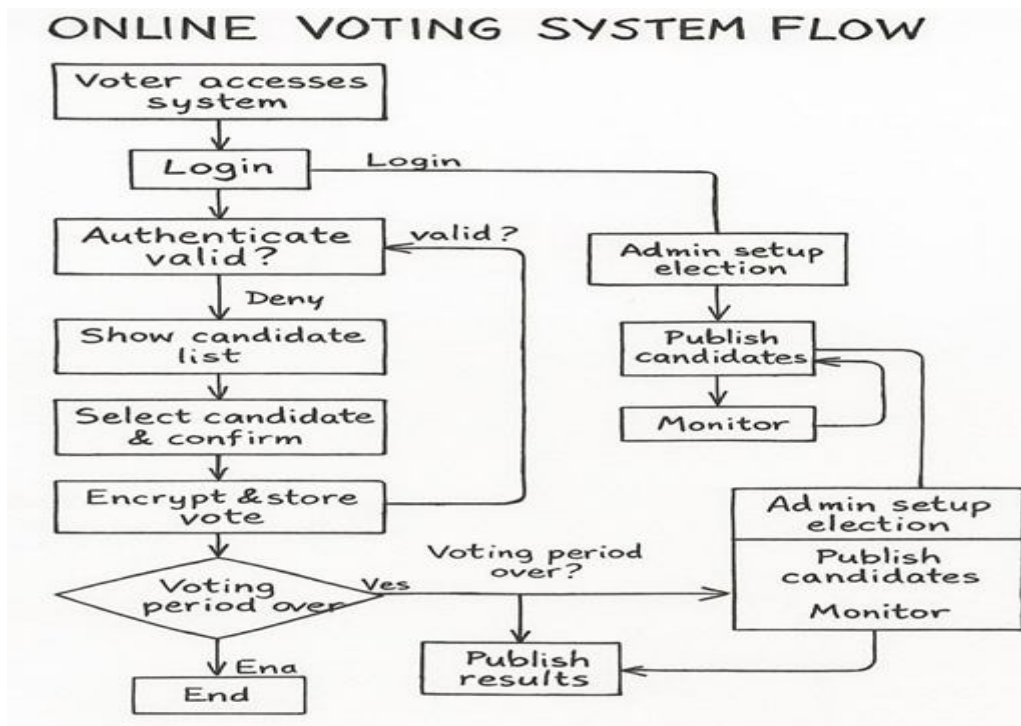 ONLINE VOTING SYSTEM FLOW
Voter accesses
system
Login
Login
Authenticate
valid?
valid?
Deny
Show candidate
list
Select candidate
& confirm
Encrypt & store
vote
Voting
period over
Yes
Ena
End
Admin setup
election
Publish
candidates
Monitor
Voting period
over?
Admin setup
election
Publish
candidates
Monitor
Publish
results